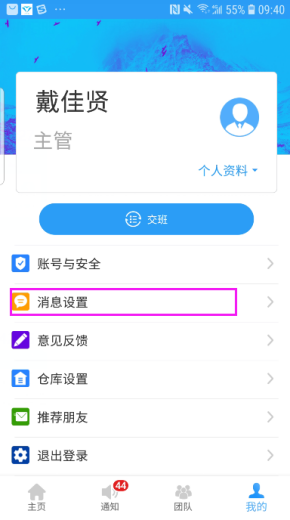 55% 09:40
戴佳贤
主管
个人资料
交班
账号与安全
消息设置
意见反馈
仓库设置
推荐朋友
退出登录
44
主页 通知 团队 我的